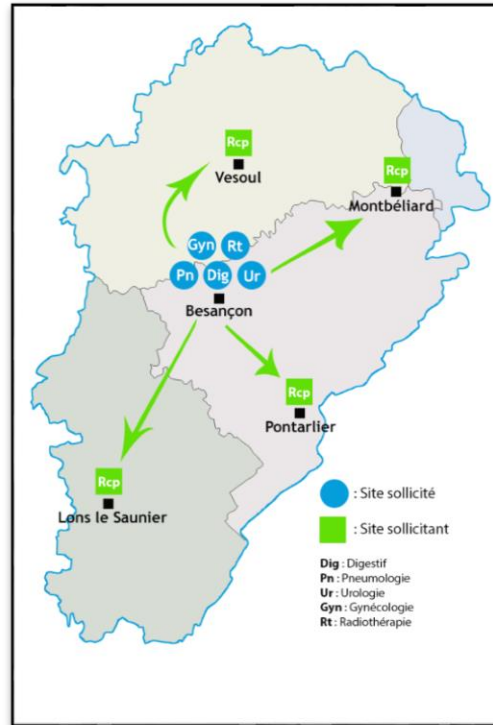 Rcp
Vesoul
Rcp
Montbéliard
Gyn Rt
Pn Dig Ur
Besançon
Rcp
Pontarlier
Rcp
Lons le Saunier
: Site sollicité
: Site sollicitant
Dig : Digestif
Pn : Pneumologie
Ur : Urologie
Gyn : Gynécologie
Rt : Radiothérapie